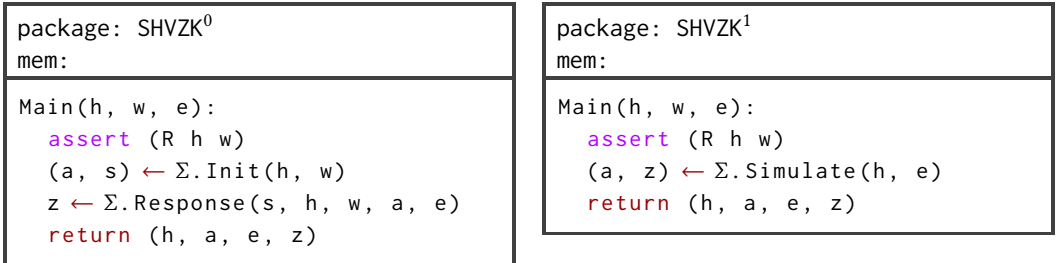 package: SHVZK⁰
mem:
Main(h, w, e):
  assert (R h w)
  (a, s) ← Σ.Init(h, w)
  z ← Σ.Response(s, h, w, a, e)
  return (h, a, e, z)
package: SHVZK¹
mem:
Main(h, w, e):
  assert (R h w)
  (a, z) ← Σ.Simulate(h, e)
  return (h, a, e, z)